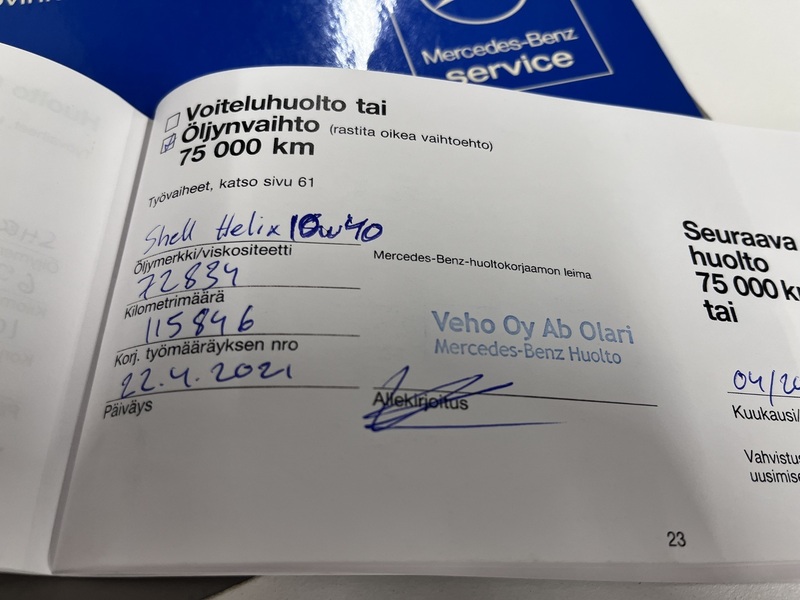 Mercedes-Benz
service
Voiteluhuolto tai
Öljynvaihto (rastita oikea vaihtoehto)
75 000 km
Työvaiheet, katso sivu 61
Shell Helix 10w40
Öljymerkki/viskositeetti
72834
Kilometrimäärä
115846
Korj. työmääräyksen nro
22.4.2021
Päiväys
Mercedes-Benz-huoltokorjaamon leima
Veho Oy Ab Olari
Mercedes-Benz Huolto
Allekirjoitus
Seuraava
huolto
75 000 k
tai
04/20
Kuukausi/
Vahvistus
uusimise
23